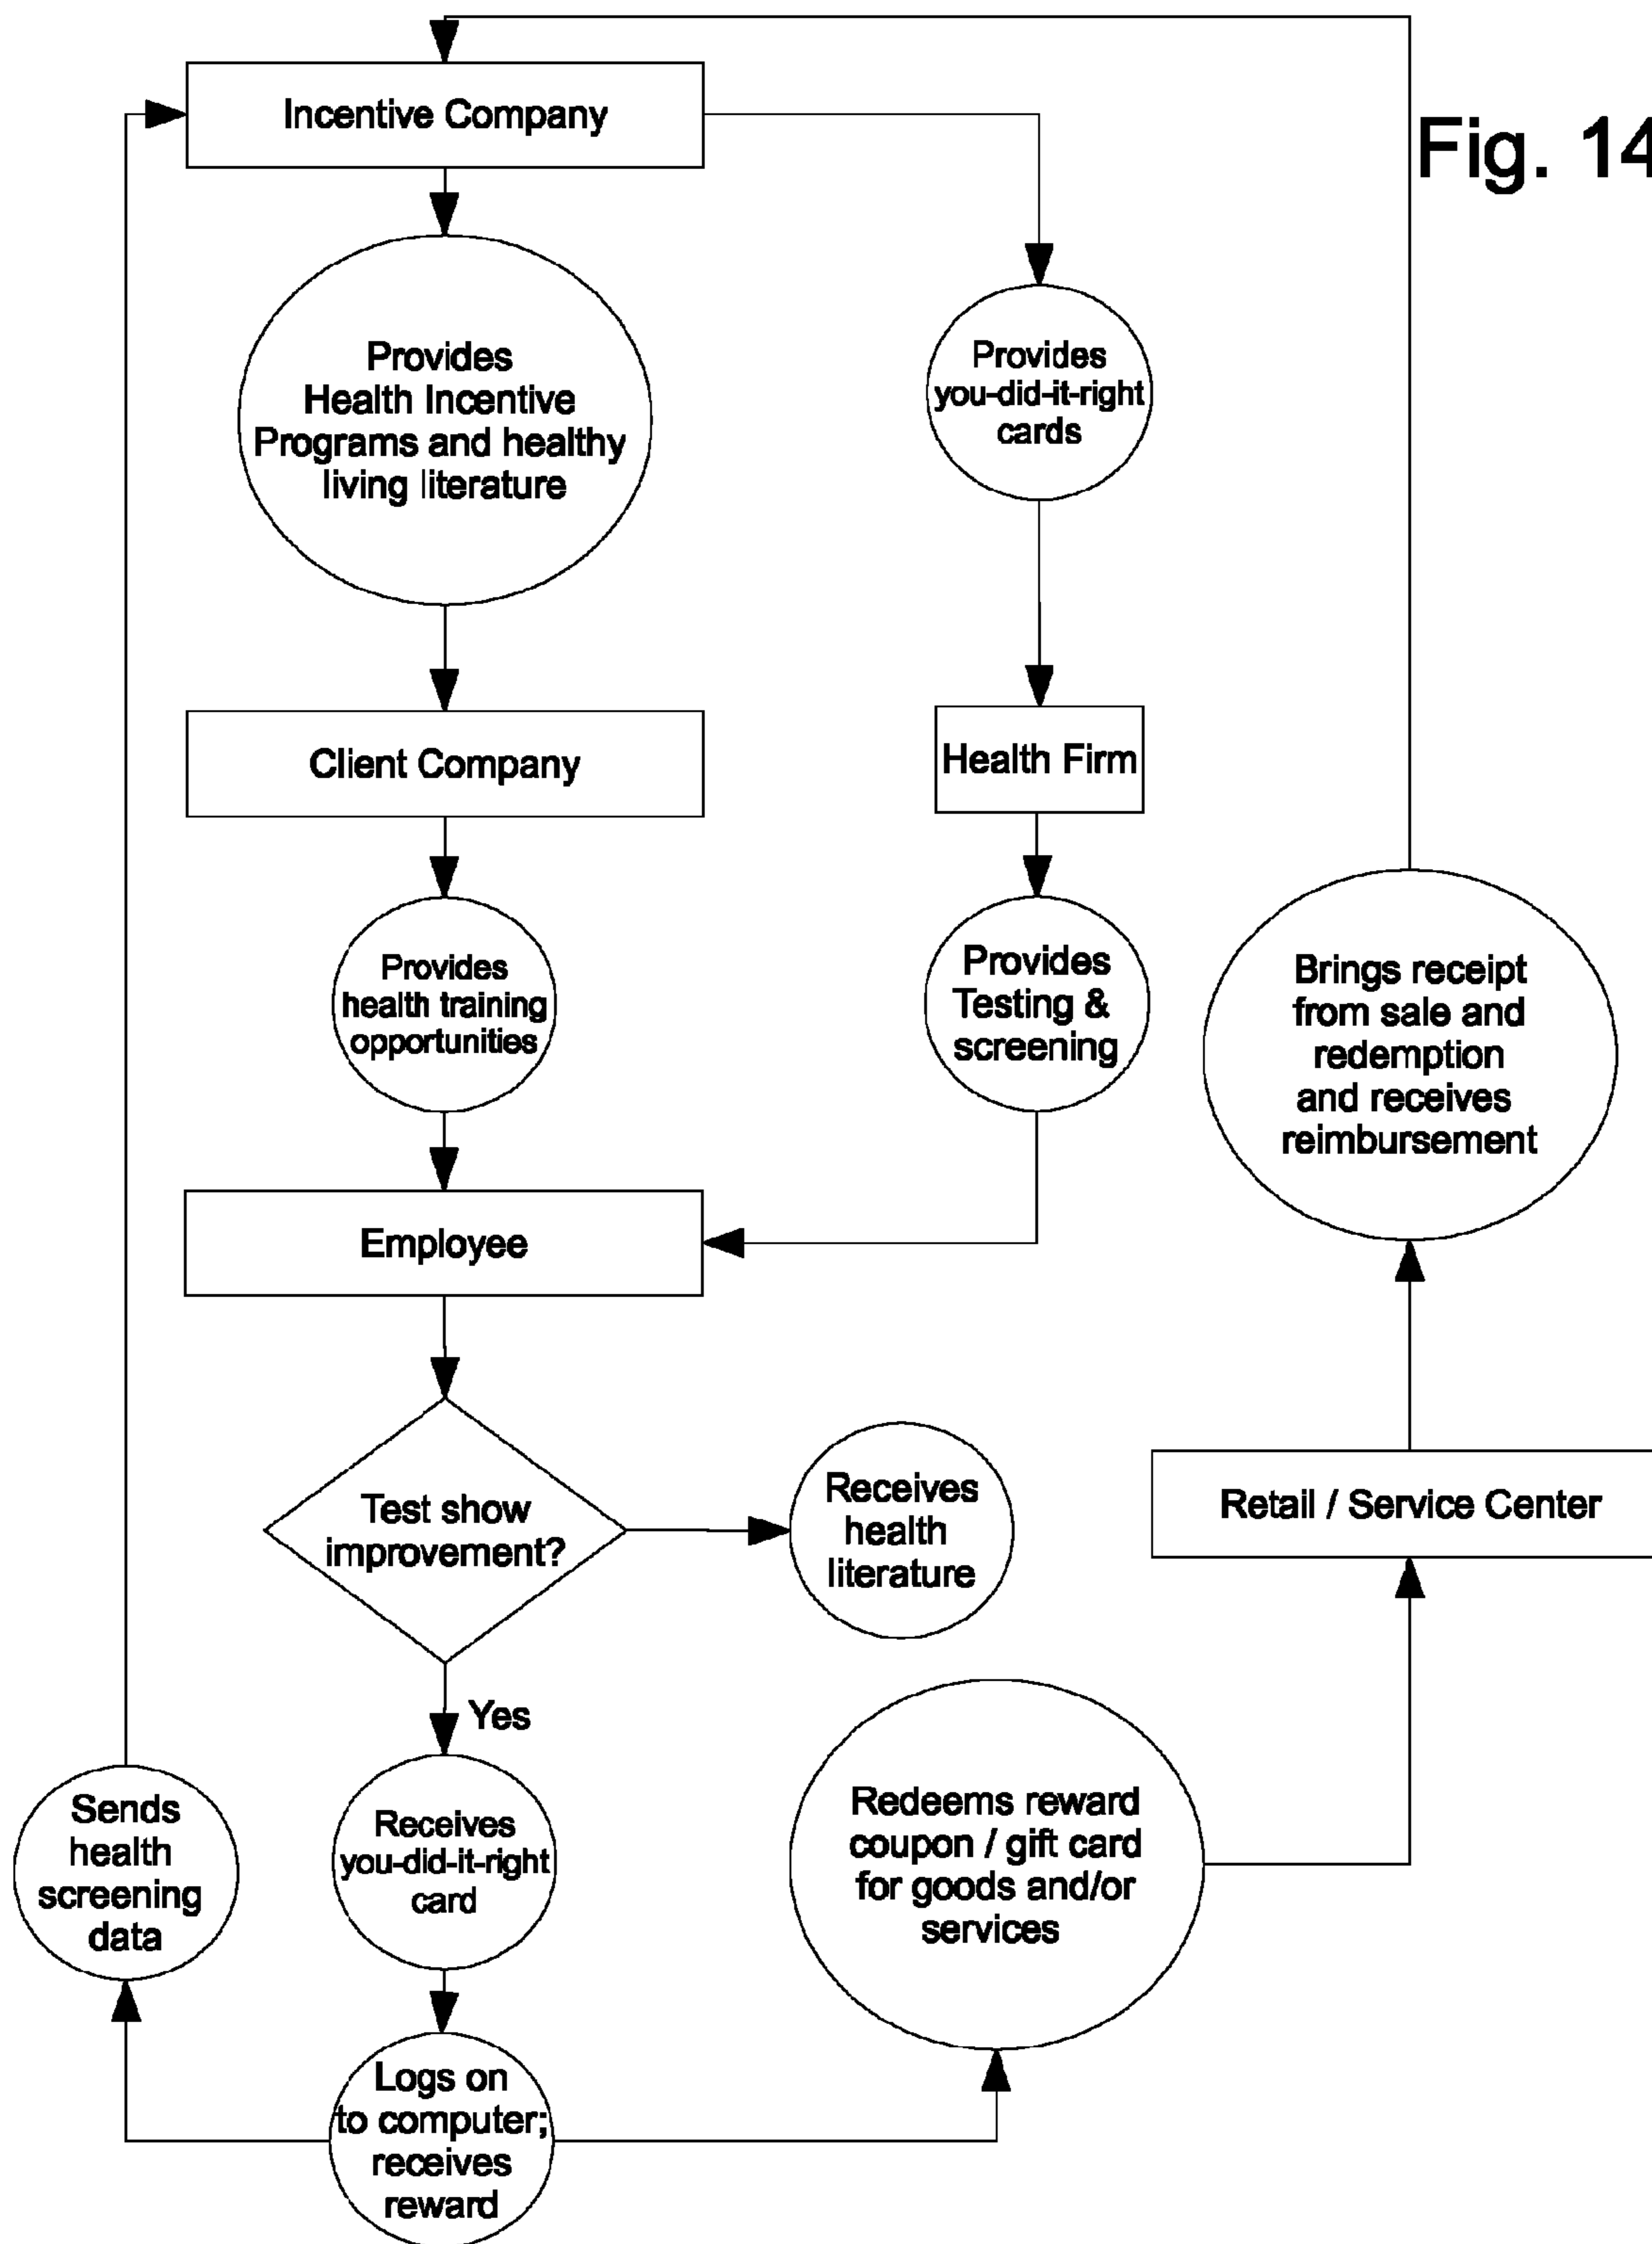 Fig. 14
Incentive Company
Provides
Health Incentive
Programs and healthy
living literature
Provides
you-did-it-right
cards
Client Company
Health Firm
Provides
health training
opportunities
Provides
Testing &
screening
Brings receipt
from sale and
redemption
and receives
reimbursement
Employee
Test show
improvement?
Receives
health
literature
Retail / Service Center
Yes
Sends
health
screening
data
Receives
you-did-it-right
card
Redeems reward
coupon / gift card
for goods and/or
services
Logs on
to computer;
receives
reward